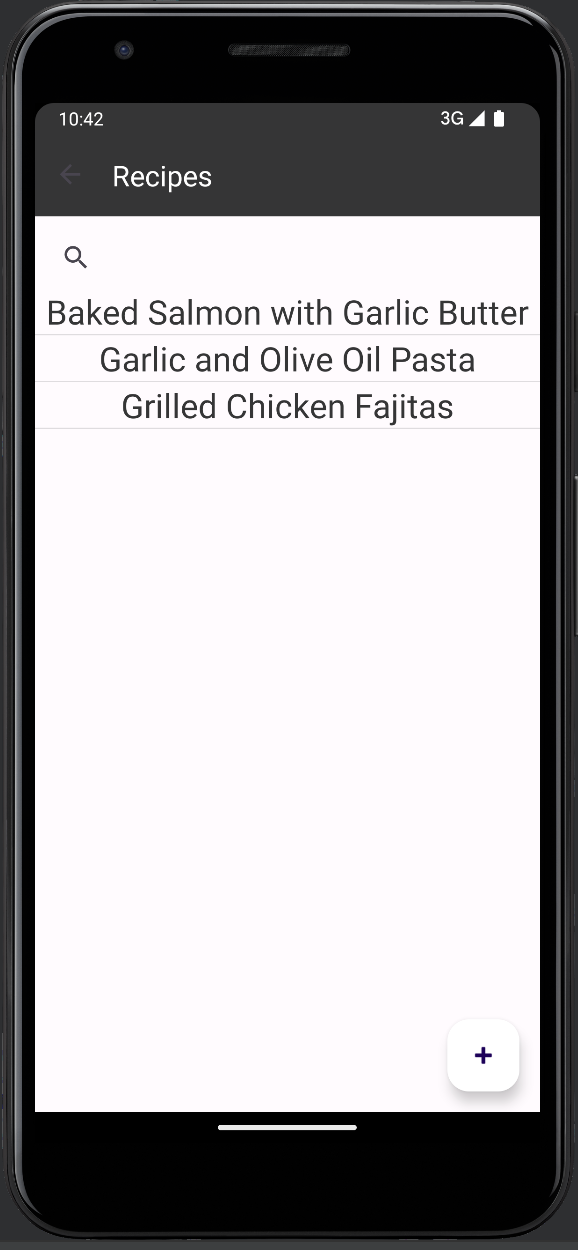 10:42
3G
Recipes
Baked Salmon with Garlic Butter
Garlic and Olive Oil Pasta
Grilled Chicken Fajitas
+